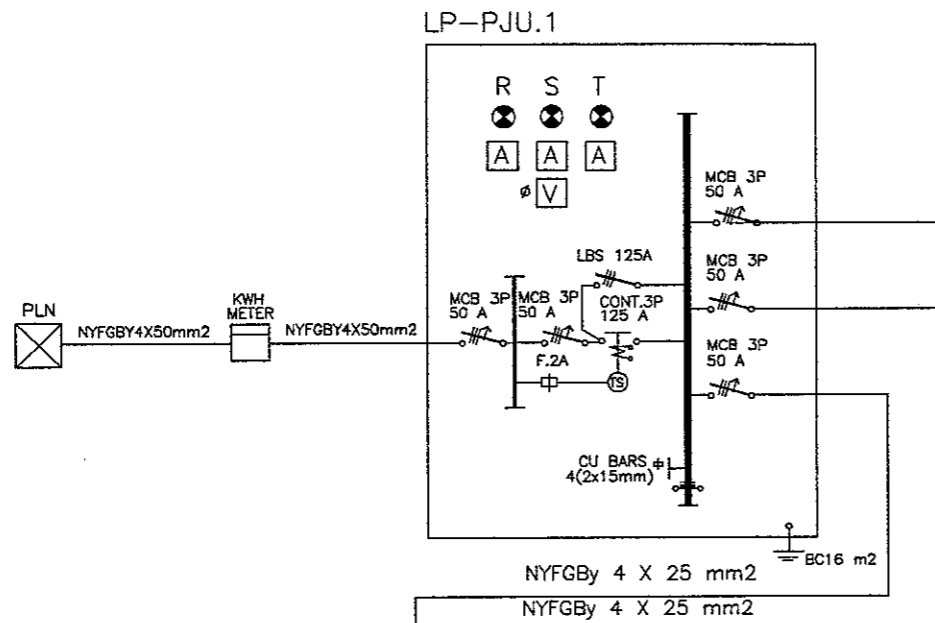 LP-PJU.1
R S T
A A A
V
MCB 3P
50 A
LBS 125A
MCB 3P
50 A
PLN
KWH
METER
NYFGBY4X50mm2
NYFGBY4X50mm2
MCB 3P
50 A
MCB 3P
50 A
CONT.3P
125 A
F.2A
TS
MCB 3P
50 A
CU BARS
4(2x15mm)
BC16 m2
NYFGBy 4 X 25 mm2
NYFGBy 4 X 25 mm2